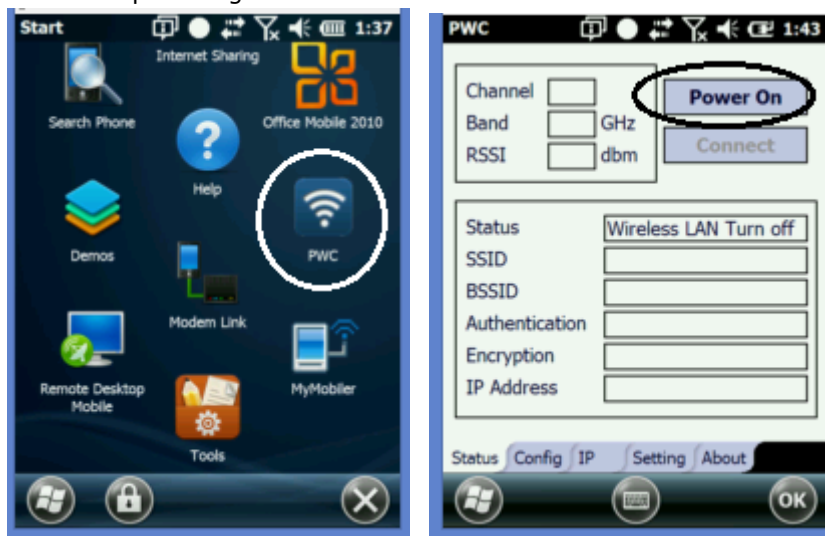 Start 1:37
Internet Sharing
Search Phone
Office Mobile 2010
Help
Demos
PWC
Modem Link
Remote Desktop
Mobile
MyMobiler
Tools
PWC 1:43
Channel
Power On
Band GHz
RSSI dbm
Connect
Status Wireless LAN Turn off
SSID
BSSID
Authentication
Encryption
IP Address
Status Config IP Setting About
OK